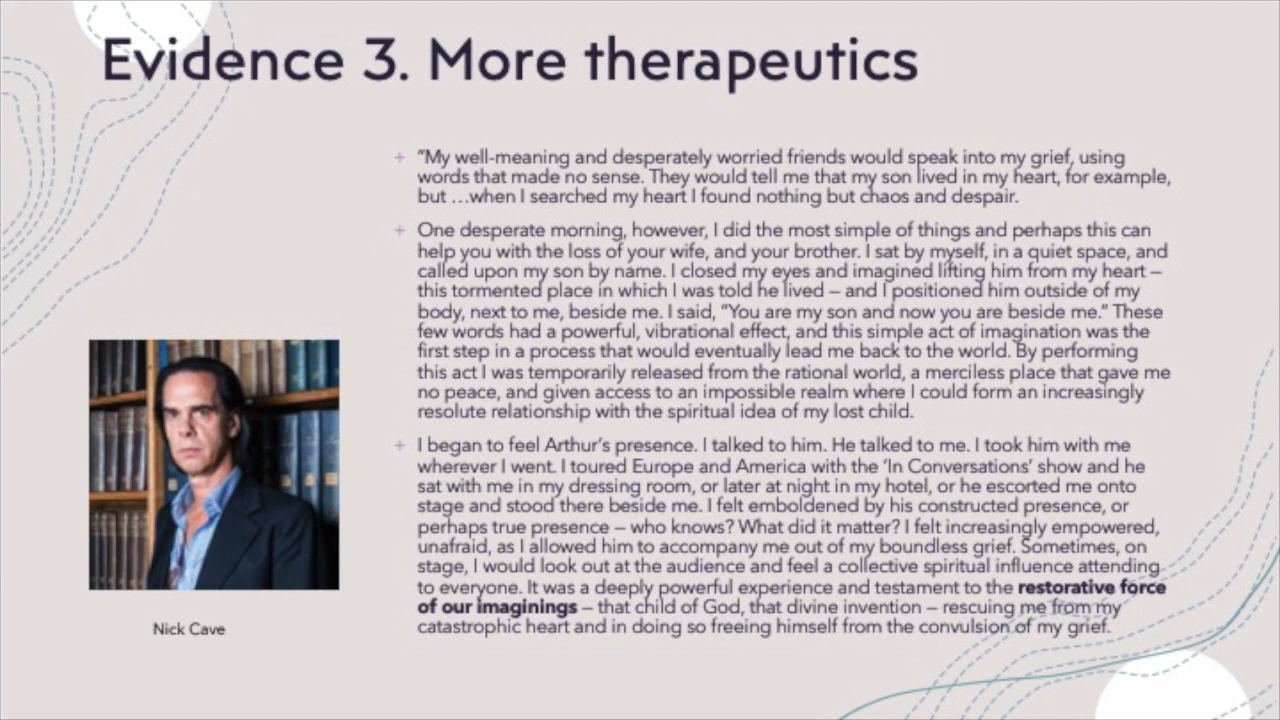 Evidence 3. More therapeutics
+ "My well-meaning and desperately worried friends would speak into my grief, using
words that made no sense. They would tell me that my son lived in my heart, for example,
but …when I searched my heart I found nothing but chaos and despair.
+ One desperate morning, however, I did the most simple of things and perhaps this can
help you with the loss of your wife, and your brother. I sat by myself, in a quiet space, and
called upon my son by name. I closed my eyes and imagined lifting him from my heart –
this tormented place in which I was told he lived – and I positioned him outside of my
body, next to me, beside me. I said, "You are my son and now you are beside me." These
few words had a powerful, vibrational effect, and this simple act of imagination was the
first step in a process that would eventually lead me back to the world. By performing
this act I was temporarily released from the rational world, a merciless place that gave me
no peace, and given access to an impossible realm where I could form an increasingly
resolute relationship with the spiritual idea of my lost child.
+ I began to feel Arthur's presence. I talked to him. He talked to me. I took him with me
wherever I went. I toured Europe and America with the 'In Conversations' show and he
sat with me in my dressing room, or later at night in my hotel, or he escorted me onto
stage and stood there beside me. I felt emboldened by his constructed presence, or
perhaps true presence – who knows? What did it matter? I felt increasingly empowered,
unafraid, as I allowed him to accompany me out of my boundless grief. Sometimes, on
stage, I would look out at the audience and feel a collective spiritual influence attending
to everyone. It was a deeply powerful experience and testament to the restorative force
of our imaginings – that child of God, that divine invention – rescuing me from my
catastrophic heart and in doing so freeing himself from the convulsion of my grief.
Nick Cave